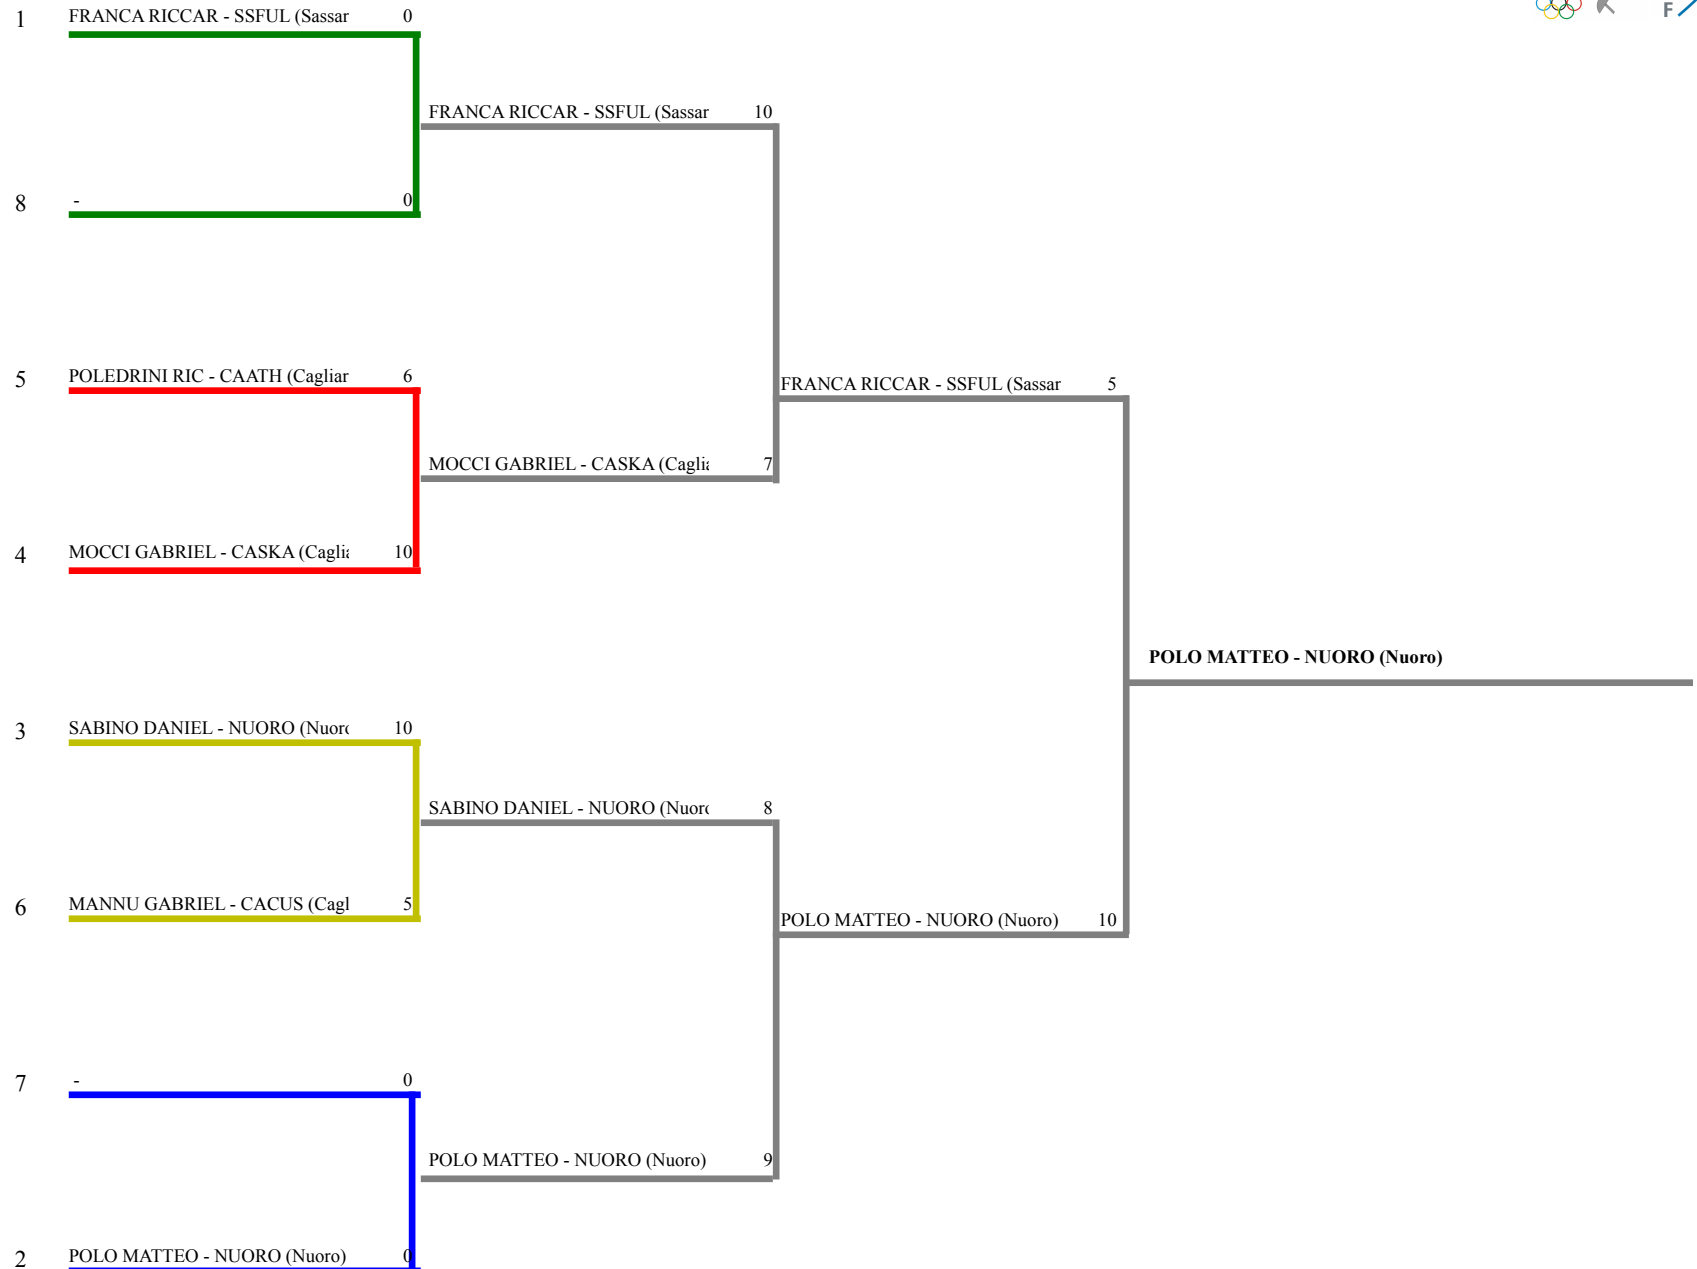 F
1 FRANCA RICCAR - SSFUL (Sassar 0
FRANCA RICCAR - SSFUL (Sassar 10
8 - 0
5 POLEDRINI RIC - CAATH (Cagliar 6
FRANCA RICCAR - SSFUL (Sassar 5
MOCCI GABRIEL - CASKA (Caglia 7
4 MOCCI GABRIEL - CASKA (Caglia 10
POLO MATTEO - NUORO (Nuoro)
3 SABINO DANIEL - NUORO (Nuoro 10
SABINO DANIEL - NUORO (Nuoro 8
6 MANNU GABRIEL - CACUS (Cagl 5
POLO MATTEO - NUORO (Nuoro) 10
7 - 0
POLO MATTEO - NUORO (Nuoro) 9
2 POLO MATTEO - NUORO (Nuoro) 0